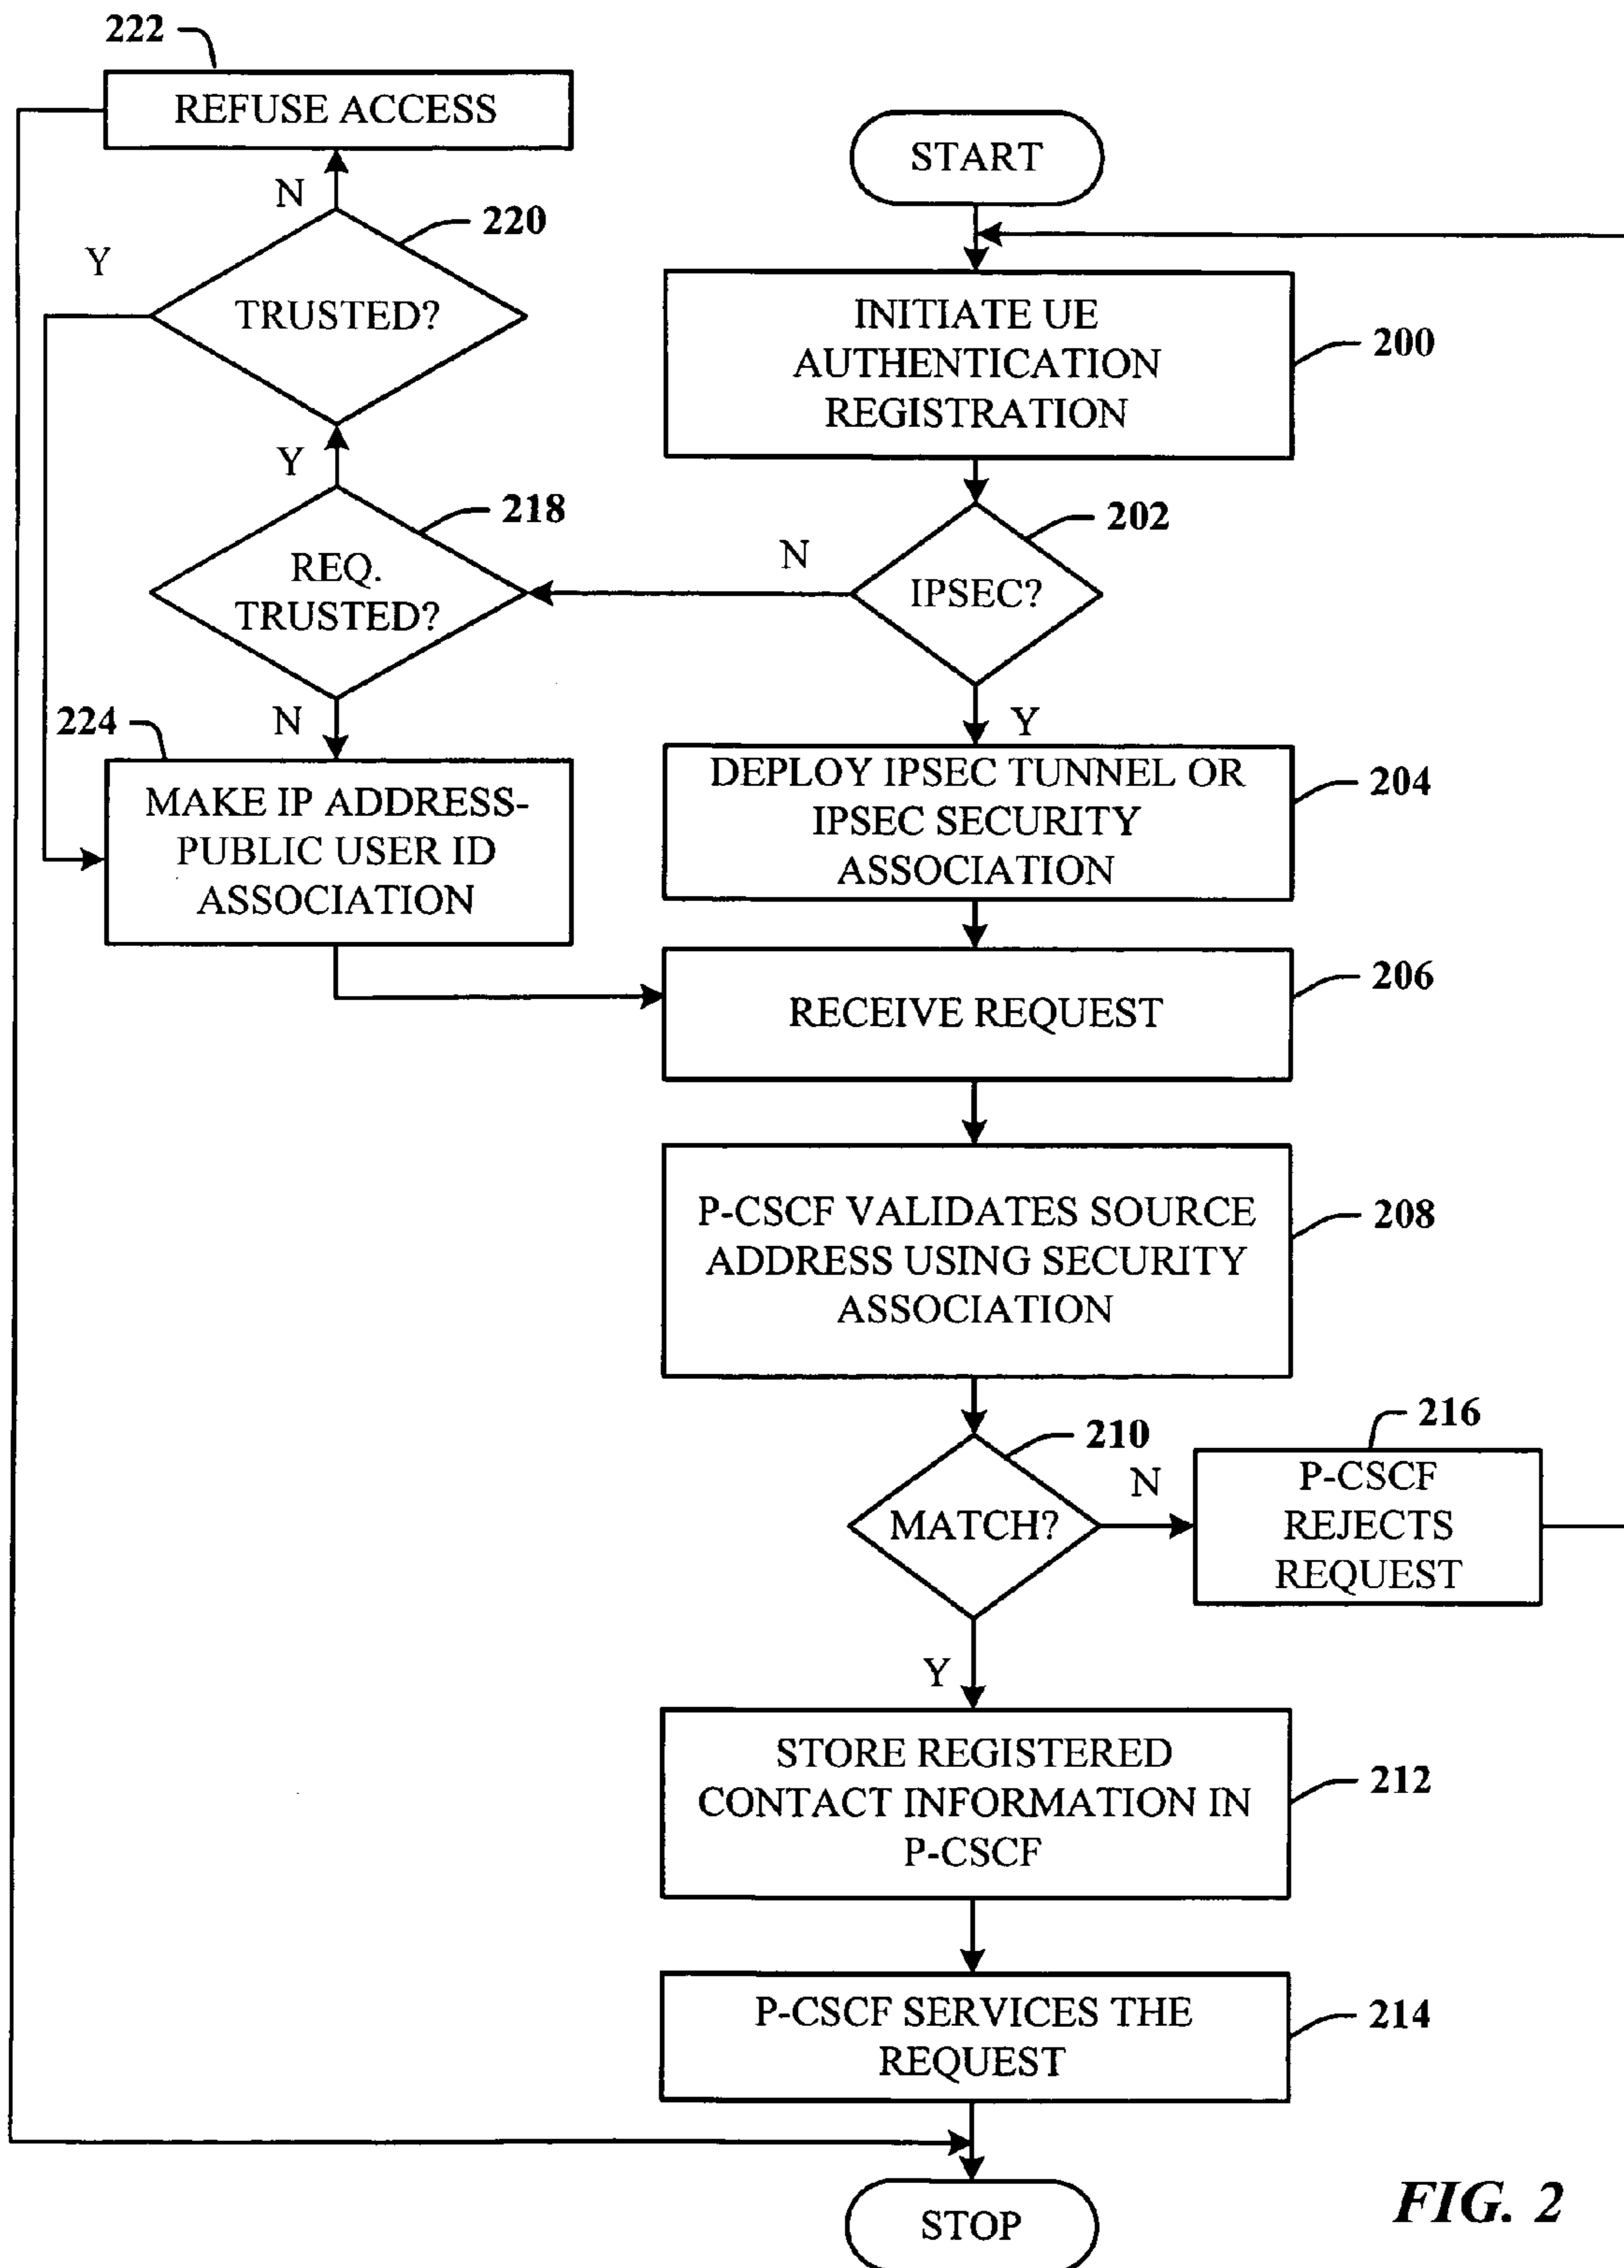 222
REFUSE ACCESS
START
N
220
Y
TRUSTED?
INITIATE UE
AUTHENTICATION
REGISTRATION
200
Y
218
202
REQ.
TRUSTED?
N
IPSEC?
224
N
Y
MAKE IP ADDRESS-
PUBLIC USER ID
ASSOCIATION
DEPLOY IPSEC TUNNEL OR
IPSEC SECURITY
ASSOCIATION
204
206
RECEIVE REQUEST
P-CSCF VALIDATES SOURCE
ADDRESS USING SECURITY
ASSOCIATION
208
210
216
MATCH?
N
P-CSCF
REJECTS
REQUEST
Y
STORE REGISTERED
CONTACT INFORMATION IN
P-CSCF
212
P-CSCF SERVICES THE
REQUEST
214
STOP
FIG. 2